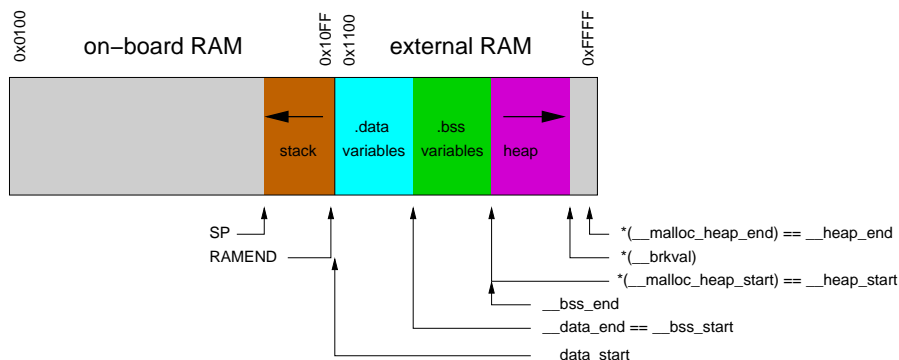 0x0100
on−board RAM
0x10FF
0x1100
external RAM
0xFFFF
stack
.data
variables
.bss
variables
heap
SP
RAMEND
*(__malloc_heap_end) == __heap_end
*(__brkval)
*(__malloc_heap_start) == __heap_start
__bss_end
__data_end == __bss_start
__data_start